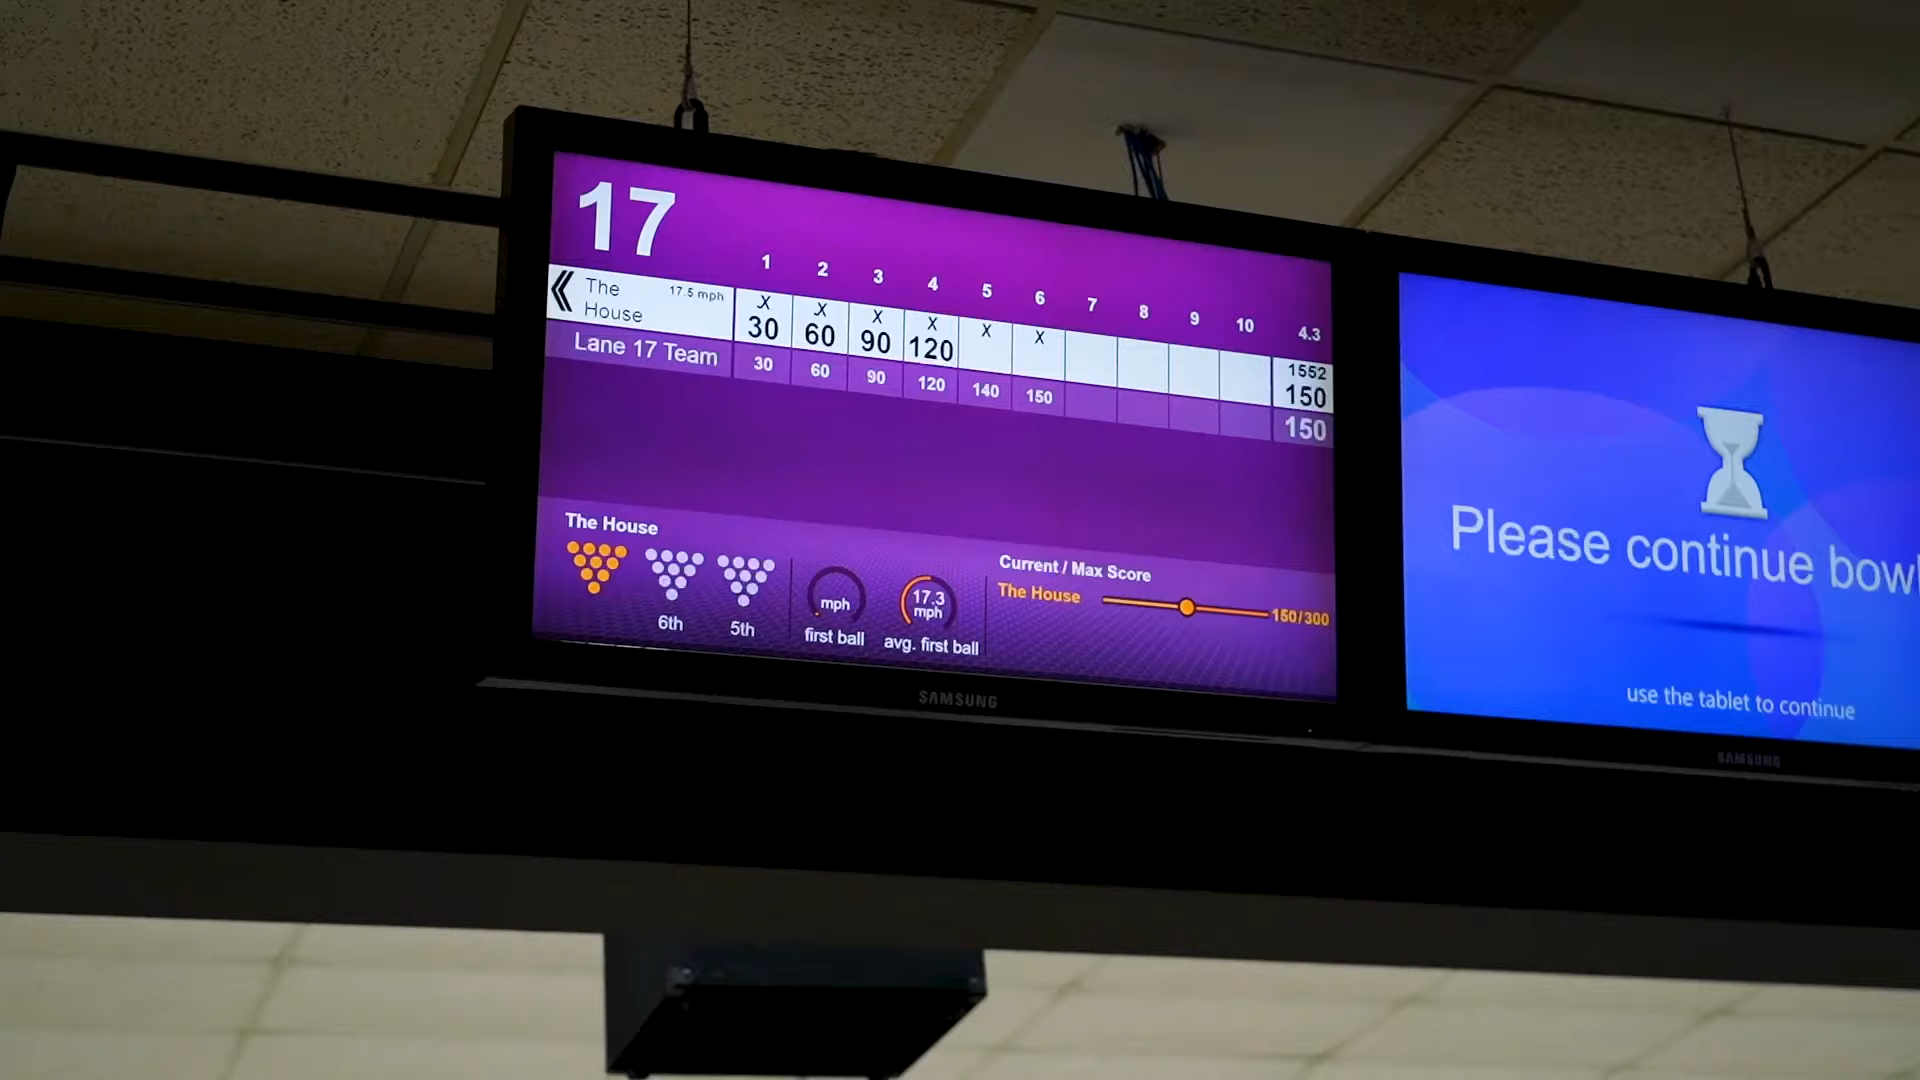 17
1 2 3 4 5 6 7 8 9 10 4.3
The House 17.5 mph
X X X X X X
30 60 90 120
1552
150
Lane 17 Team 30 60 90 120 140 150 150
The House
6th 5th
mph
first ball
17.3 mph
avg. first ball
Current / Max Score
The House 150/300
SAMSUNG
Please continue bowl
use the tablet to continue
SAMSUNG